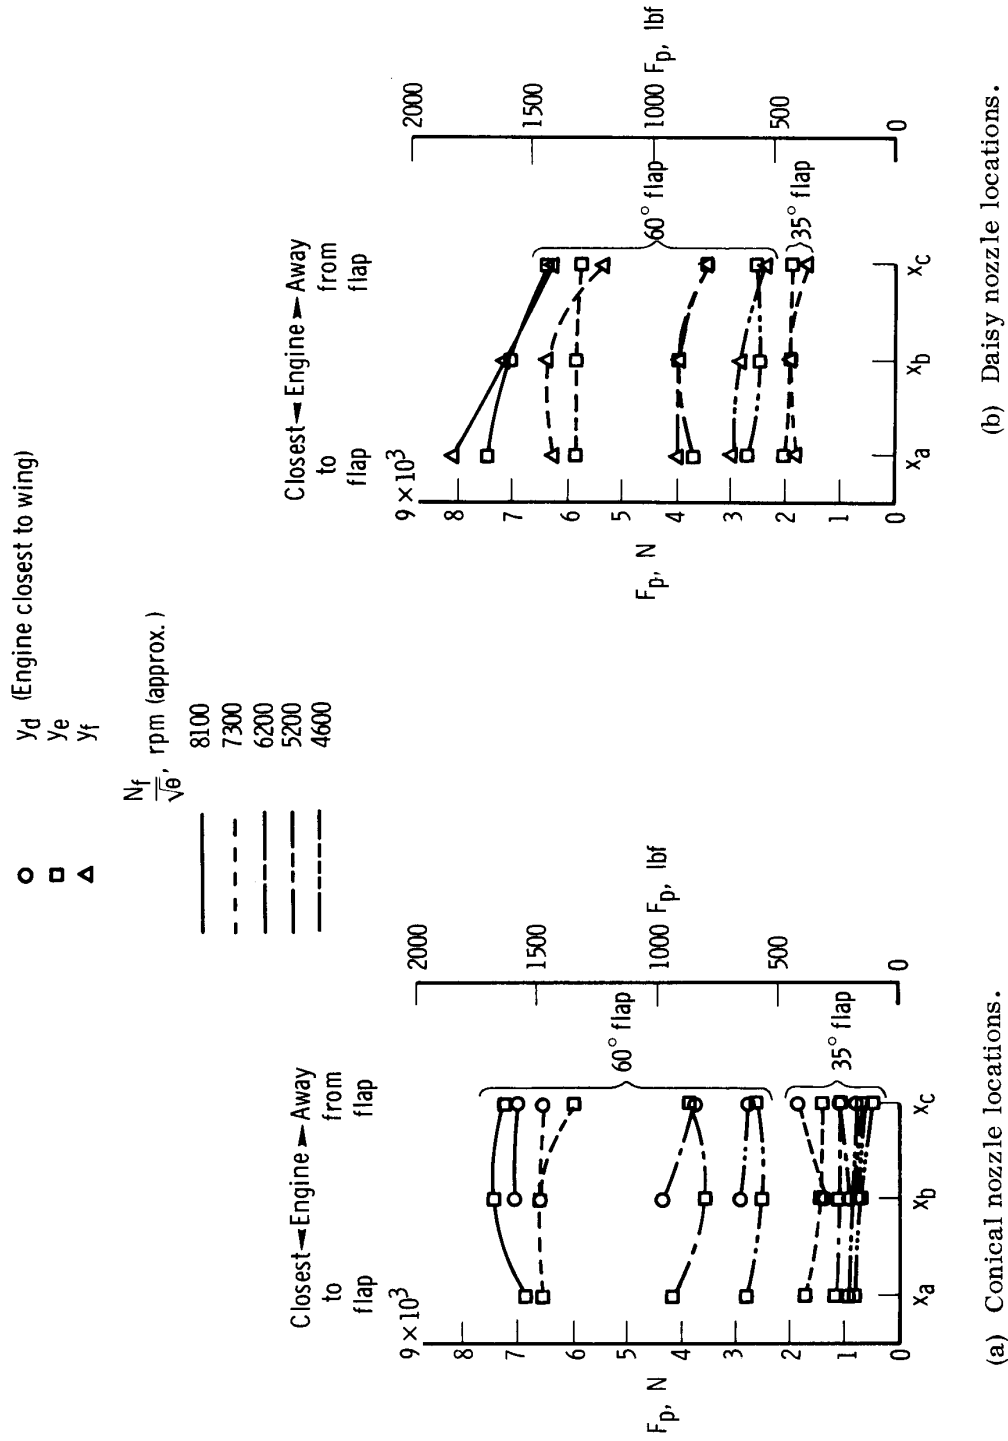 y_d (Engine closest to wing)
y_e
y_f
N_f/√θ, rpm (approx.)
8100
7300
6200
5200
4600
Closest ◄ Engine ► Away
to from
flap flap
9 × 10³
8
7
6
5
4
3
2
1
0
F_p, N
x_a x_b x_c
60° flap
35° flap
2000
1500
1000
500
0
F_p, lbf
(a) Conical nozzle locations.
Closest ◄ Engine ► Away
to from
flap flap
9 × 10³
8
7
6
5
4
3
2
1
0
F_p, N
x_a x_b x_c
60° flap
35° flap
2000
1500
1000
500
0
F_p, lbf
(b) Daisy nozzle locations.